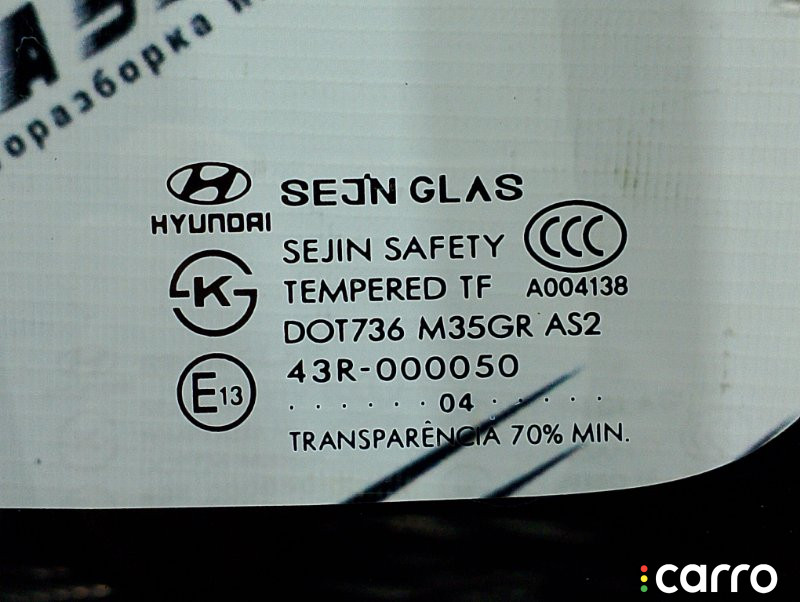 оразборка
HYUNDAI
SEJIN GLAS
SEJIN SAFETY
CCC
K
TEMPERED TF
A004138
DOT736 M35GR AS2
E13
43R-000050
. . . . . . 04 . . . . .
TRANSPARÊNCIA 70% MIN.
carro